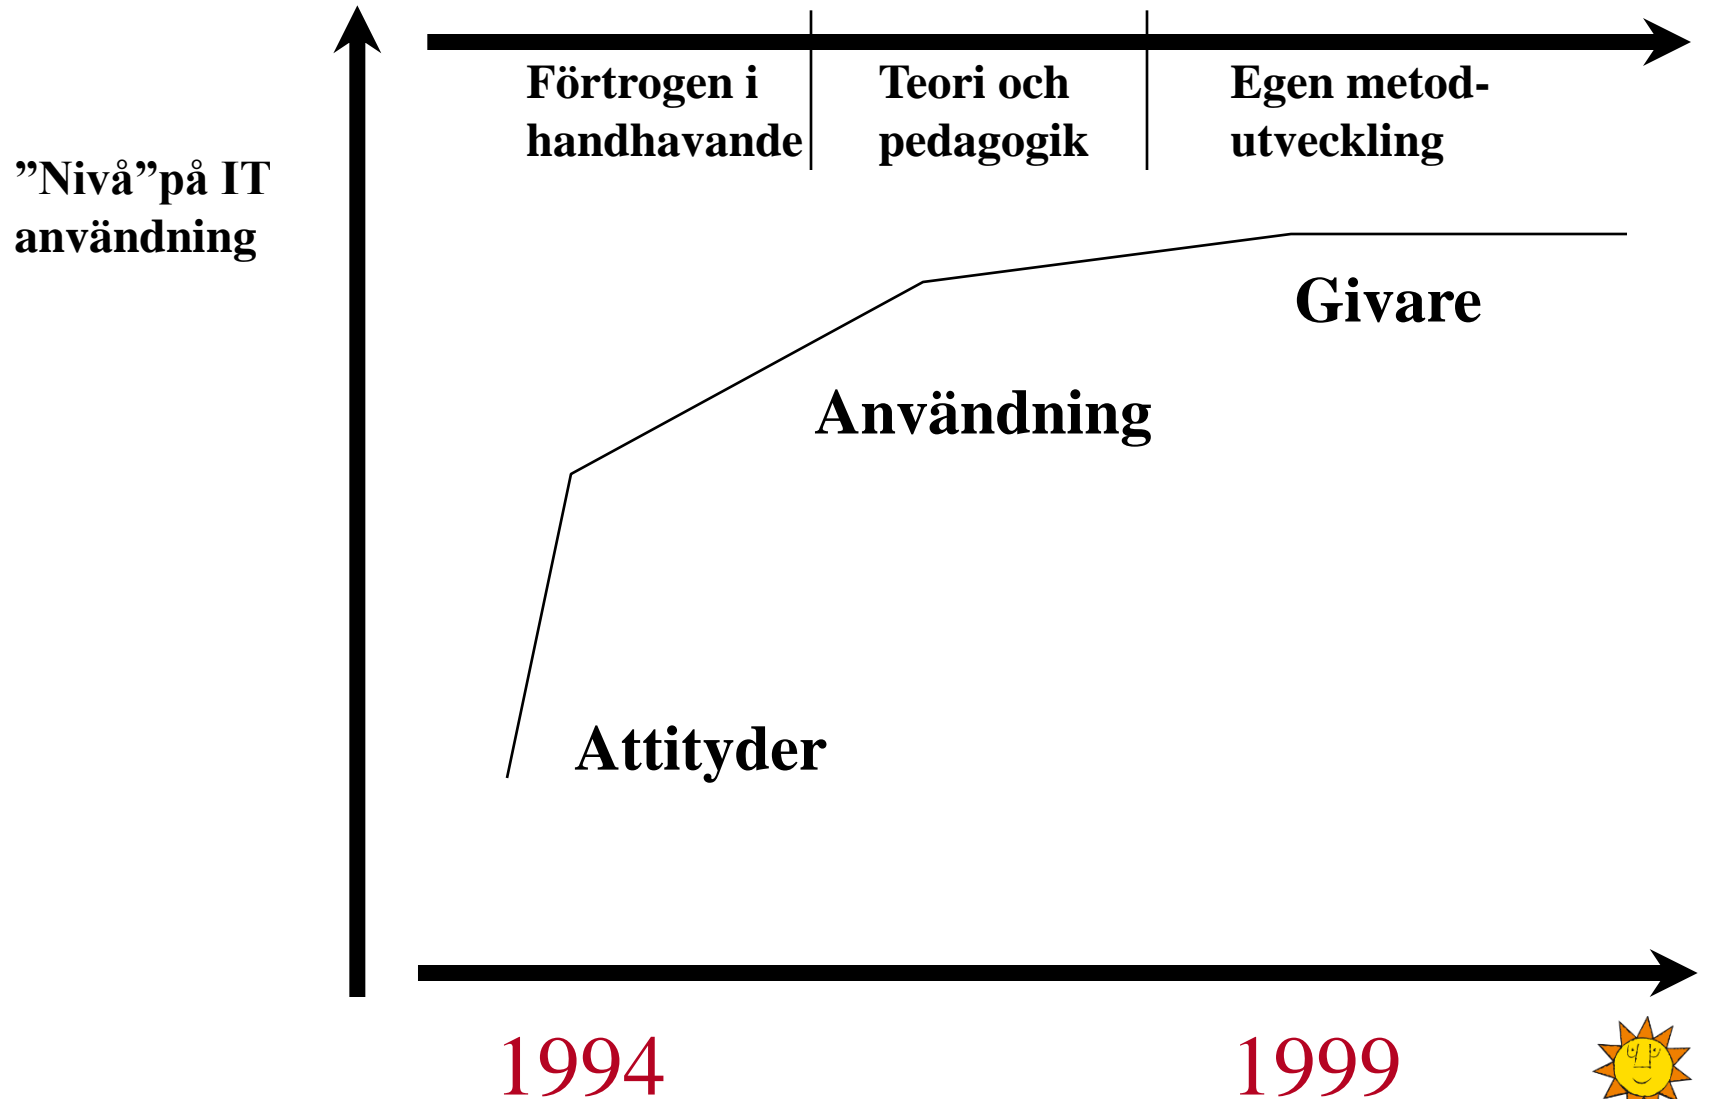 Förtrogen i
handhavande
Teori och
pedagogik
Egen metod-
utveckling
”Nivå”på IT
användning
Givare
Användning
Attityder
1994
1999